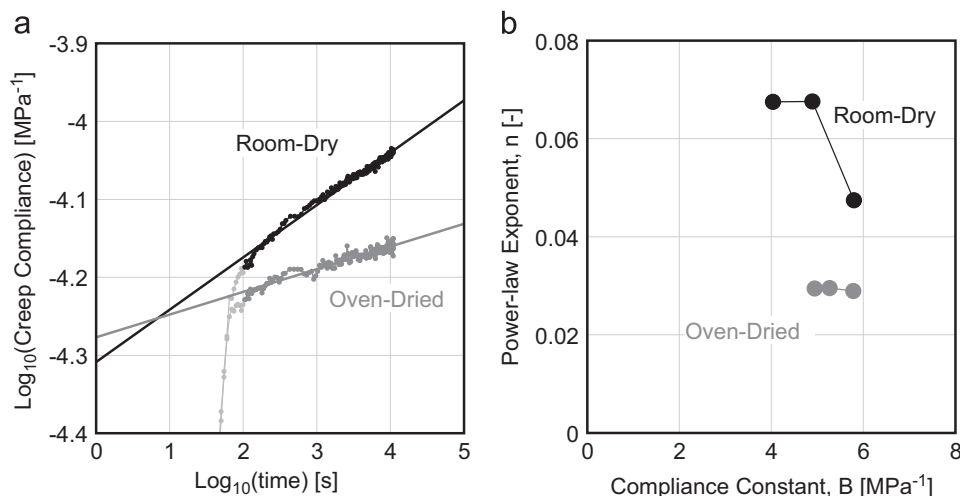 a
-3.9
-4
-4.1
-4.2
-4.3
-4.4
Log10(Creep Compliance) [MPa-1]
Room-Dry
Oven-Dried
0
1
2
3
4
5
Log10(time) [s]
b
0.08
0.06
0.04
0.02
0
Power-law Exponent, n [-]
Room-Dry
Oven-Dried
0
2
4
6
8
Compliance Constant, B [MPa-1]